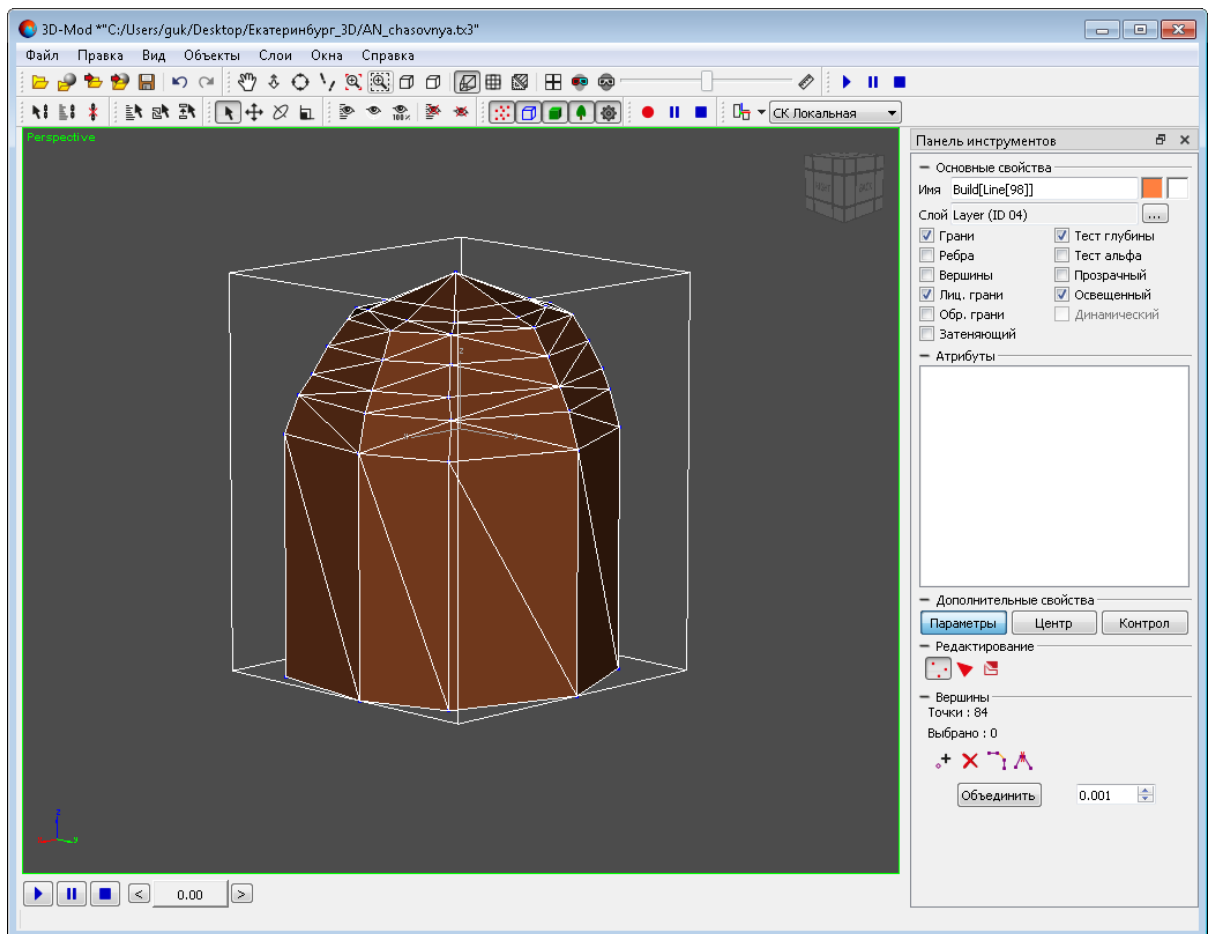 3D-Mod *"C:/Users/guk/Desktop/Екатеринбург_3D/AN_chasovnya.tx3"
Файл Правка Вид Объекты Слои Окна Справка
100%
СК Локальная
Perspective
Панель инструментов
Основные свойства
Имя Build[Line[98]]
Слой Layer (ID 04) ...
Грани Тест глубины
Ребра Тест альфа
Вершины Прозрачный
Лиц. грани Освещенный
Обр. грани Динамический
Затеняющий
Атрибуты
Дополнительные свойства
Параметры Центр Контрол
Редактирование
Вершины
Точки : 84
Выбрано : 0
Объединить 0.001
z
z
y
< 0.00 >